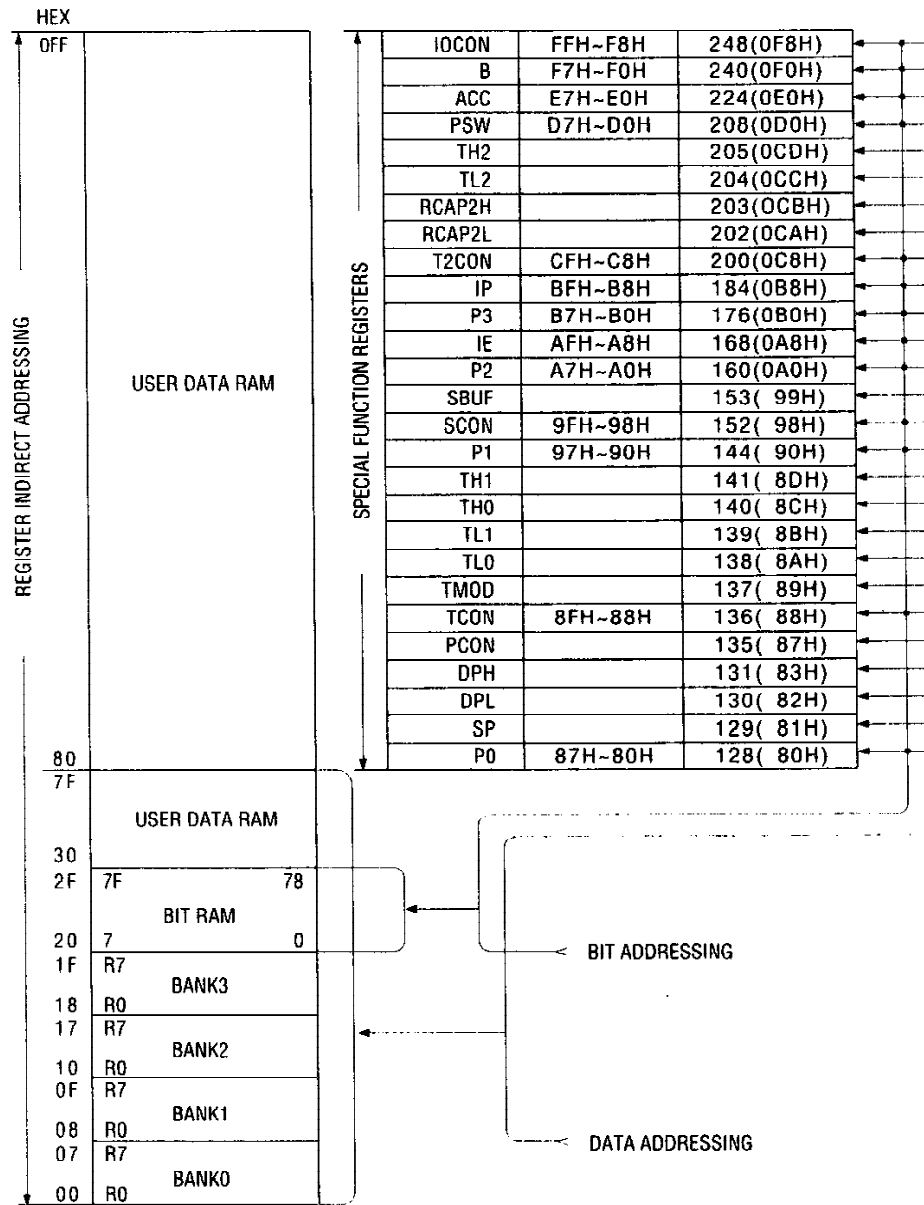 HEX
0FF
REGISTER INDIRECT ADDRESSING
USER DATA RAM
80
7F
USER DATA RAM
30
2F 7F 78
BIT RAM
20 7 0
1F R7
BANK3
18 R0
17 R7
BANK2
10 R0
0F R7
BANK1
08 R0
07 R7
BANK0
00 R0
SPECIAL FUNCTION REGISTERS
IOCON FFH~F8H 248(0F8H)
B F7H~F0H 240(0F0H)
ACC E7H~E0H 224(0E0H)
PSW D7H~D0H 208(0D0H)
TH2 205(0CDH)
TL2 204(0CCH)
RCAP2H 203(0CBH)
RCAP2L 202(0CAH)
T2CON CFH~C8H 200(0C8H)
IP BFH~B8H 184(0B8H)
P3 B7H~B0H 176(0B0H)
IE AFH~A8H 168(0A8H)
P2 A7H~A0H 160(0A0H)
SBUF 153( 99H)
SCON 9FH~98H 152( 98H)
P1 97H~90H 144( 90H)
TH1 141( 8DH)
TH0 140( 8CH)
TL1 139( 8BH)
TL0 138( 8AH)
TMOD 137( 89H)
TCON 8FH~88H 136( 88H)
PCON 135( 87H)
DPH 131( 83H)
DPL 130( 82H)
SP 129( 81H)
P0 87H~80H 128( 80H)
BIT ADDRESSING
DATA ADDRESSING